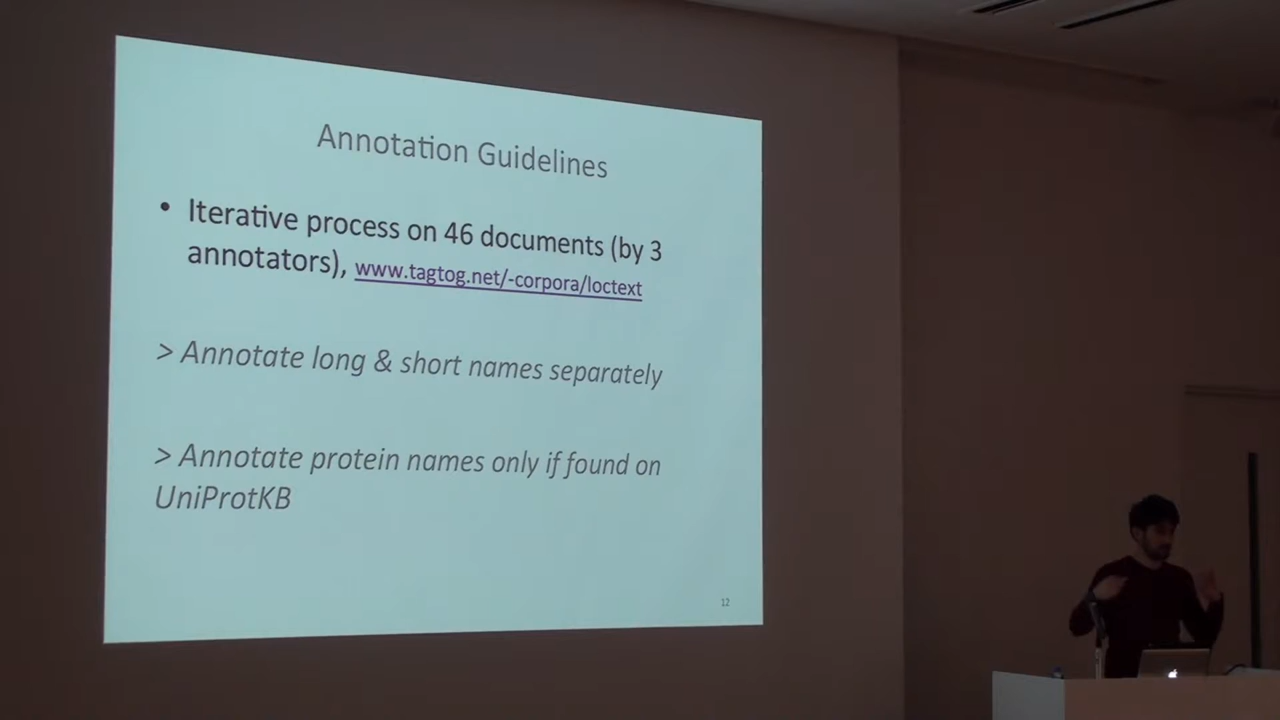 Annotation Guidelines
• Iterative process on 46 documents (by 3
annotators), www.tagtog.net/-corpora/loctext
> Annotate long & short names separately
> Annotate protein names only if found on
UniProtKB
12